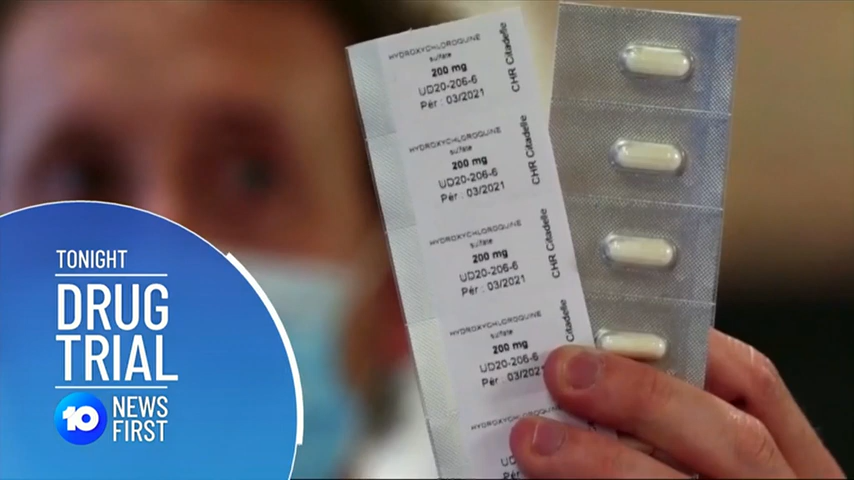 TONIGHT
DRUG
TRIAL
10 NEWS
FIRST
HYDROXYCHLOROQUINE
sulfate
200 mg
UD20-206-6
Pér : 03/2021
CHR Citadelle
HYDROXYCHLOROQUINE
sulfate
200 mg
UD20-206-6
Pér : 03/2021
CHR Citadelle
HYDROXYCHLOROQUINE
sulfate
200 mg
UD20-206-6
Pér : 03/2021
CHR Citadelle
HYDROXYCHLOROQUINE
sulfate
200 mg
UD20-206-6
Pér : 03/2021
Citadelle
HYDROXYCHLOROQUINE